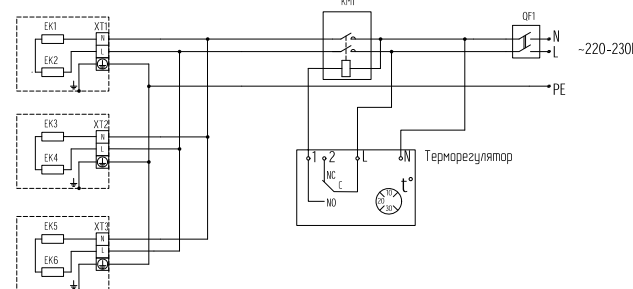 KM1
EK1 XT1 QF1
N N
L L ~220-230
EK2
PE
EK3 XT2
N
L
EK4
1 2 L N Терморегулятор
NC
C t°
NO 10
20
30
EK5 XT3
N
L
EK6